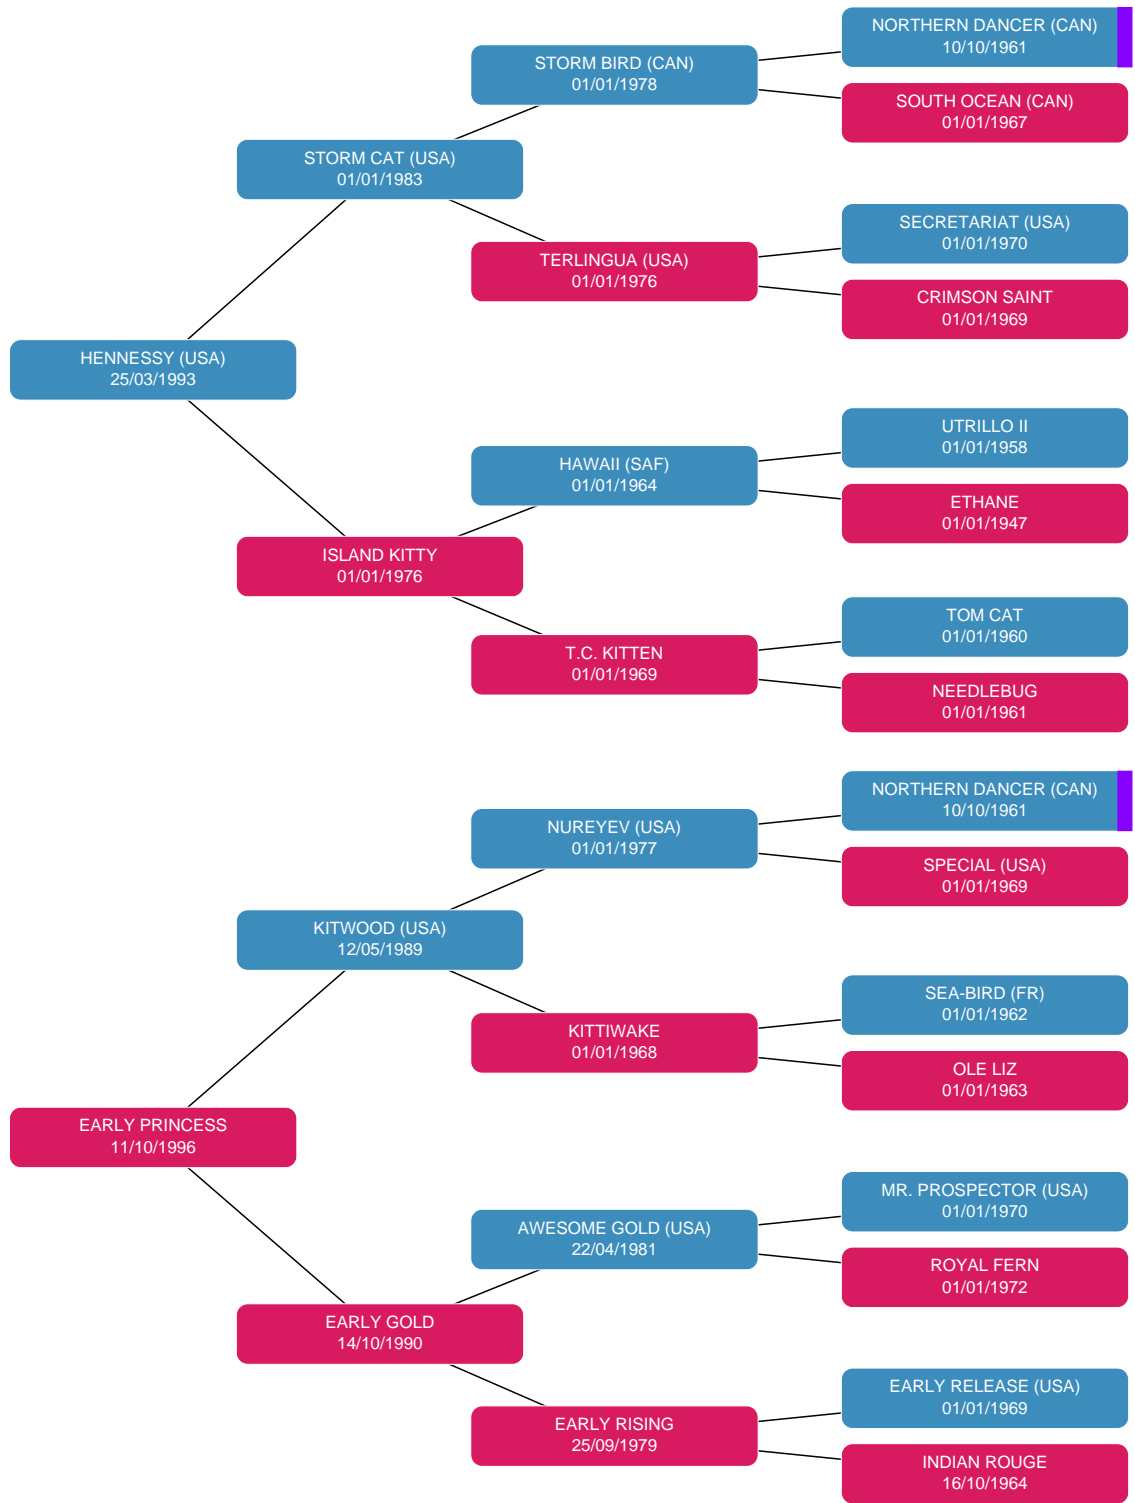 NORTHERN DANCER (CAN)
10/10/1961
STORM BIRD (CAN)
01/01/1978
SOUTH OCEAN (CAN)
01/01/1967
STORM CAT (USA)
01/01/1983
SECRETARIAT (USA)
01/01/1970
TERLINGUA (USA)
01/01/1976
CRIMSON SAINT
01/01/1969
HENNESSY (USA)
25/03/1993
UTRILLO II
01/01/1958
HAWAII (SAF)
01/01/1964
ETHANE
01/01/1947
ISLAND KITTY
01/01/1976
TOM CAT
01/01/1960
T.C. KITTEN
01/01/1969
NEEDLEBUG
01/01/1961
NORTHERN DANCER (CAN)
10/10/1961
NUREYEV (USA)
01/01/1977
SPECIAL (USA)
01/01/1969
KITWOOD (USA)
12/05/1989
SEA-BIRD (FR)
01/01/1962
KITTIWAKE
01/01/1968
OLE LIZ
01/01/1963
EARLY PRINCESS
11/10/1996
MR. PROSPECTOR (USA)
01/01/1970
AWESOME GOLD (USA)
22/04/1981
ROYAL FERN
01/01/1972
EARLY GOLD
14/10/1990
EARLY RELEASE (USA)
01/01/1969
EARLY RISING
25/09/1979
INDIAN ROUGE
16/10/1964